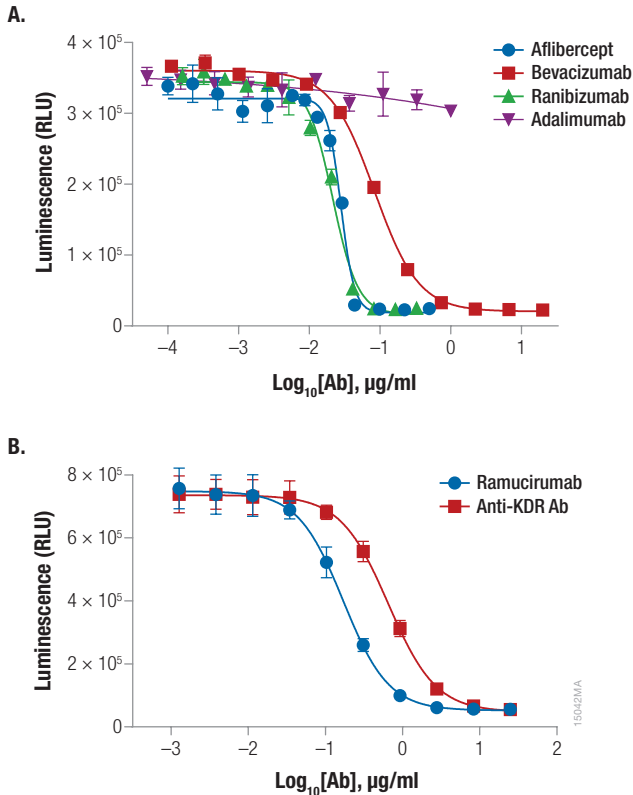 A.
4 × 10⁵
3 × 10⁵
2 × 10⁵
1 × 10⁵
0
Luminescence (RLU)
–4 –3 –2 –1 0 1
Log₁₀[Ab], µg/ml
Aflibercept
Bevacizumab
Ranibizumab
Adalimumab
B.
8 × 10⁵
6 × 10⁵
4 × 10⁵
2 × 10⁵
0
Luminescence (RLU)
–3 –2 –1 0 1 2
Log₁₀[Ab], µg/ml
Ramucirumab
Anti-KDR Ab
15042MA